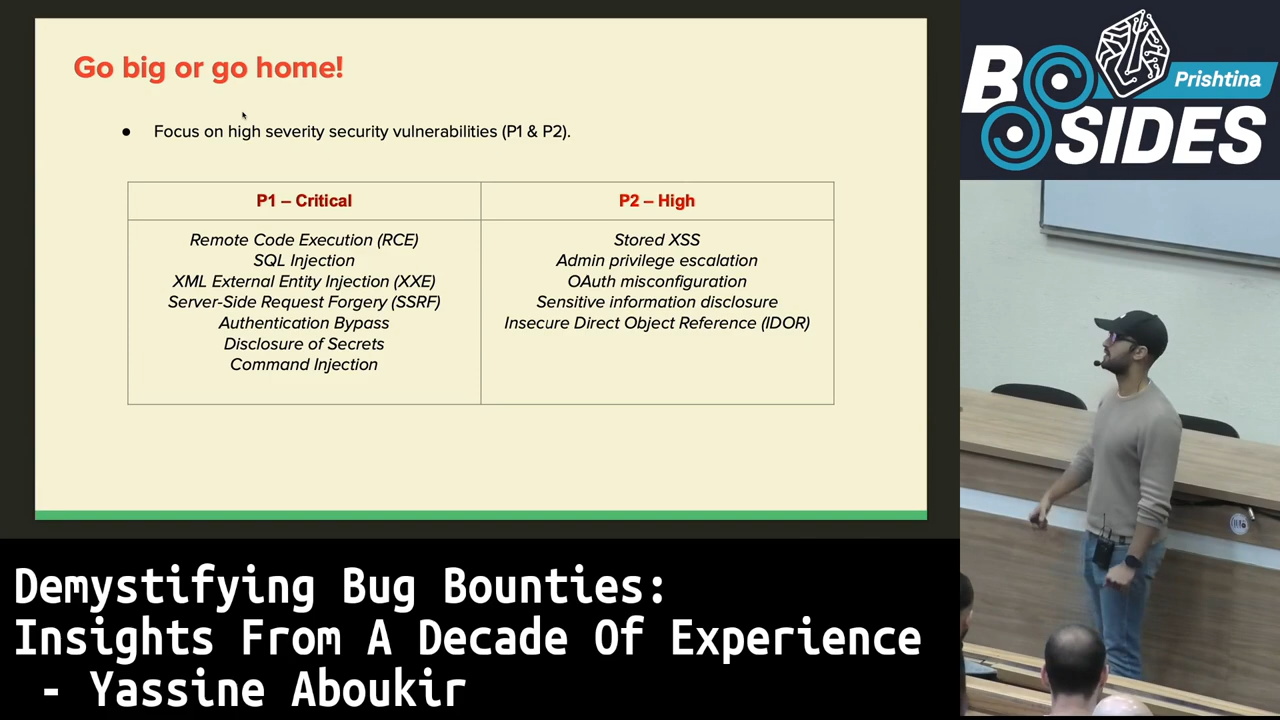 Go big or go home!
● Focus on high severity security vulnerabilities (P1 & P2).
P1 – Critical
P2 – High
Remote Code Execution (RCE)
SQL Injection
XML External Entity Injection (XXE)
Server-Side Request Forgery (SSRF)
Authentication Bypass
Disclosure of Secrets
Command Injection
Stored XSS
Admin privilege escalation
OAuth misconfiguration
Sensitive information disclosure
Insecure Direct Object Reference (IDOR)
BSIDES
Prishtina
Demystifying Bug Bounties:
Insights From A Decade Of Experience
- Yassine Aboukir